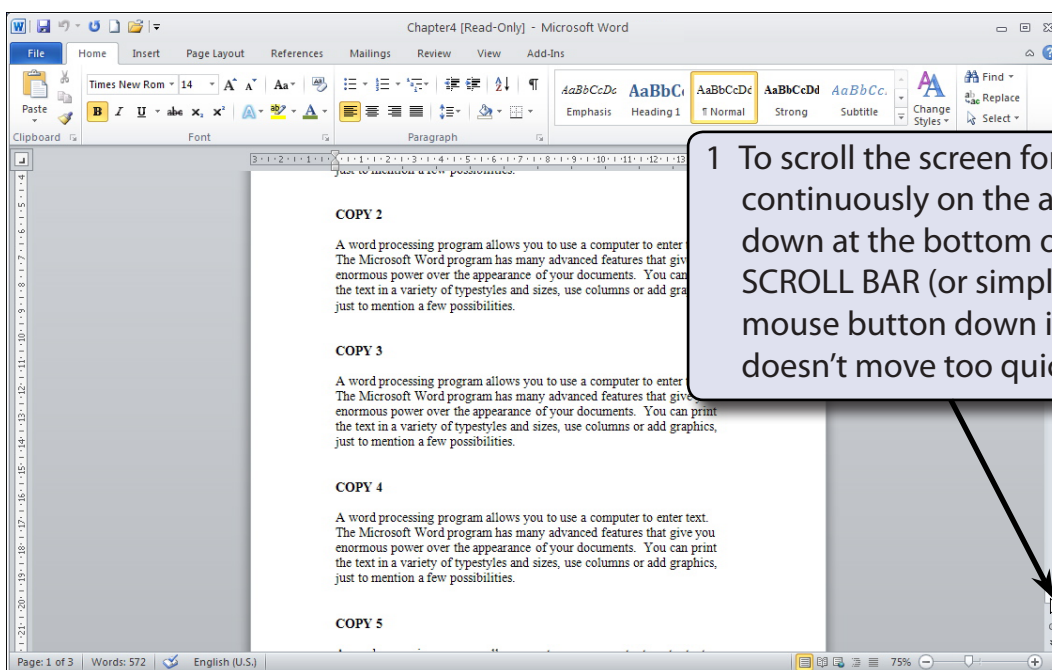 Chapter4 [Read-Only] - Microsoft Word
File Home Insert Page Layout References Mailings Review View Add-Ins
Times New Rom 14 Aa
AaBbCcDc AaBbC AaBbCcDc AaBbCcDd AaBbCc.
Find
Replace
Select
Paste
B I U abc x, x² A ab A
Emphasis Heading 1 ¶ Normal Strong Subtitle
Change
Styles
Clipboard Font Paragraph
1 To scroll the screen
continuously on the
down at the bottom
SCROLL BAR (or
mouse button down
doesn’t move too
just to mention a few possibilities.
COPY 2
A word processing program allows you to use a computer to enter
The Microsoft Word program has many advanced features that
enormous power over the appearance of your documents. You can
the text in a variety of typestyles and sizes, use columns or add
just to mention a few possibilities.
COPY 3
A word processing program allows you to use a computer to enter
The Microsoft Word program has many advanced features that give
enormous power over the appearance of your documents. You can print
the text in a variety of typestyles and sizes, use columns or add graphics,
just to mention a few possibilities.
COPY 4
A word processing program allows you to use a computer to enter text.
The Microsoft Word program has many advanced features that give you
enormous power over the appearance of your documents. You can print
the text in a variety of typestyles and sizes, use columns or add graphics,
just to mention a few possibilities.
COPY 5
Page: 1 of 3 Words: 572 English (U.S.) 75%